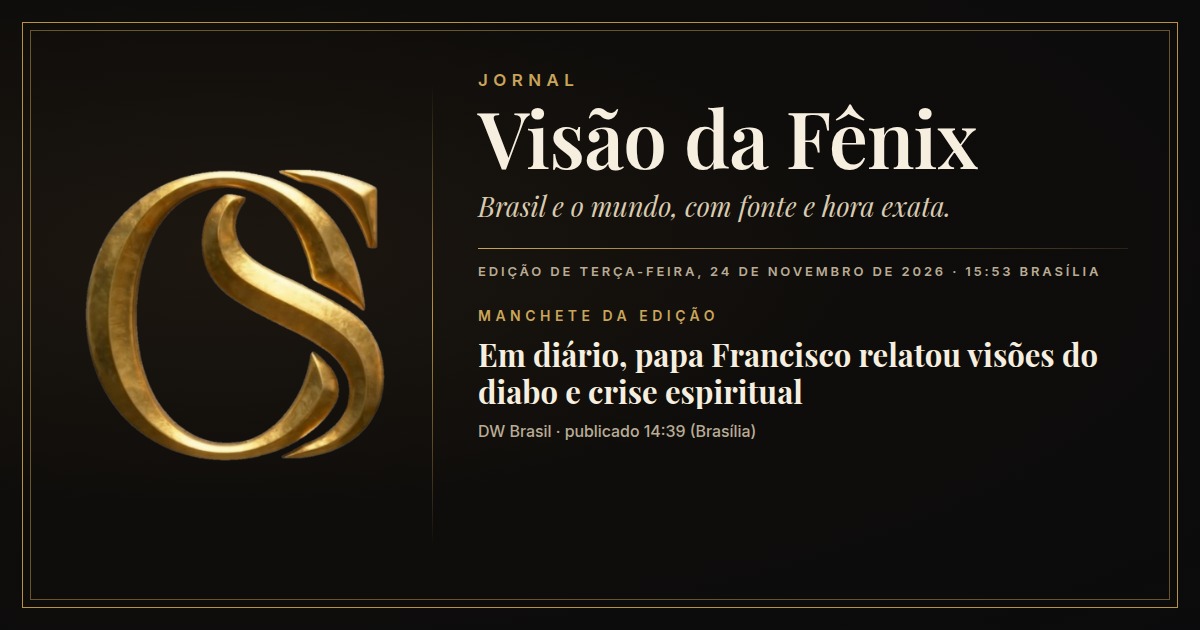 JORNAL
Visão da Fênix
Brasil e o mundo, com fonte e hora exata.
EDIÇÃO DE TERÇA-FEIRA, 24 DE NOVEMBRO DE 2026 · 15:53 BRASÍLIA
MANCHETE DA EDIÇÃO
Em diário, papa Francisco relatou visões do
diabo e crise espiritual
DW Brasil · publicado 14:39 (Brasília)